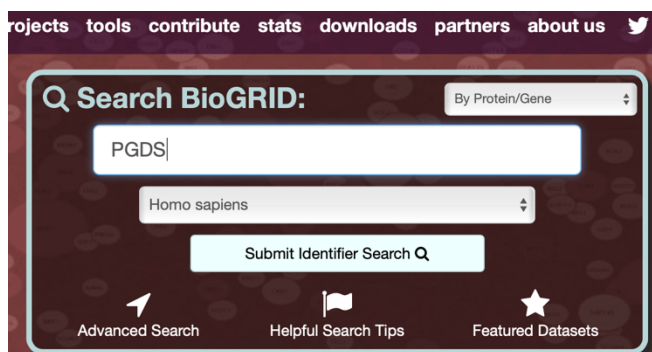 tools contribute stats downloads partners about us
Search BioGRID:
By Protein/Gene
PGDS
Homo sapiens
Submit Identifier Search
Advanced Search
Helpful Search Tips
Featured Datasets